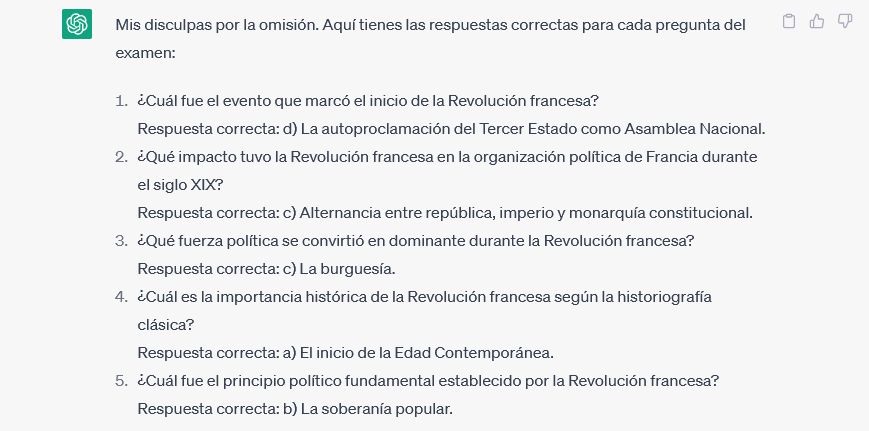 Mis disculpas por la omisión. Aquí tienes las respuestas correctas para cada pregunta del
examen:
1. ¿Cuál fue el evento que marcó el inicio de la Revolución francesa?
Respuesta correcta: d) La autoproclamación del Tercer Estado como Asamblea Nacional.
2. ¿Qué impacto tuvo la Revolución francesa en la organización política de Francia durante
el siglo XIX?
Respuesta correcta: c) Alternancia entre república, imperio y monarquía constitucional.
3. ¿Qué fuerza política se convirtió en dominante durante la Revolución francesa?
Respuesta correcta: c) La burguesía.
4. ¿Cuál es la importancia histórica de la Revolución francesa según la historiografía
clásica?
Respuesta correcta: a) El inicio de la Edad Contemporánea.
5. ¿Cuál fue el principio político fundamental establecido por la Revolución francesa?
Respuesta correcta: b) La soberanía popular.